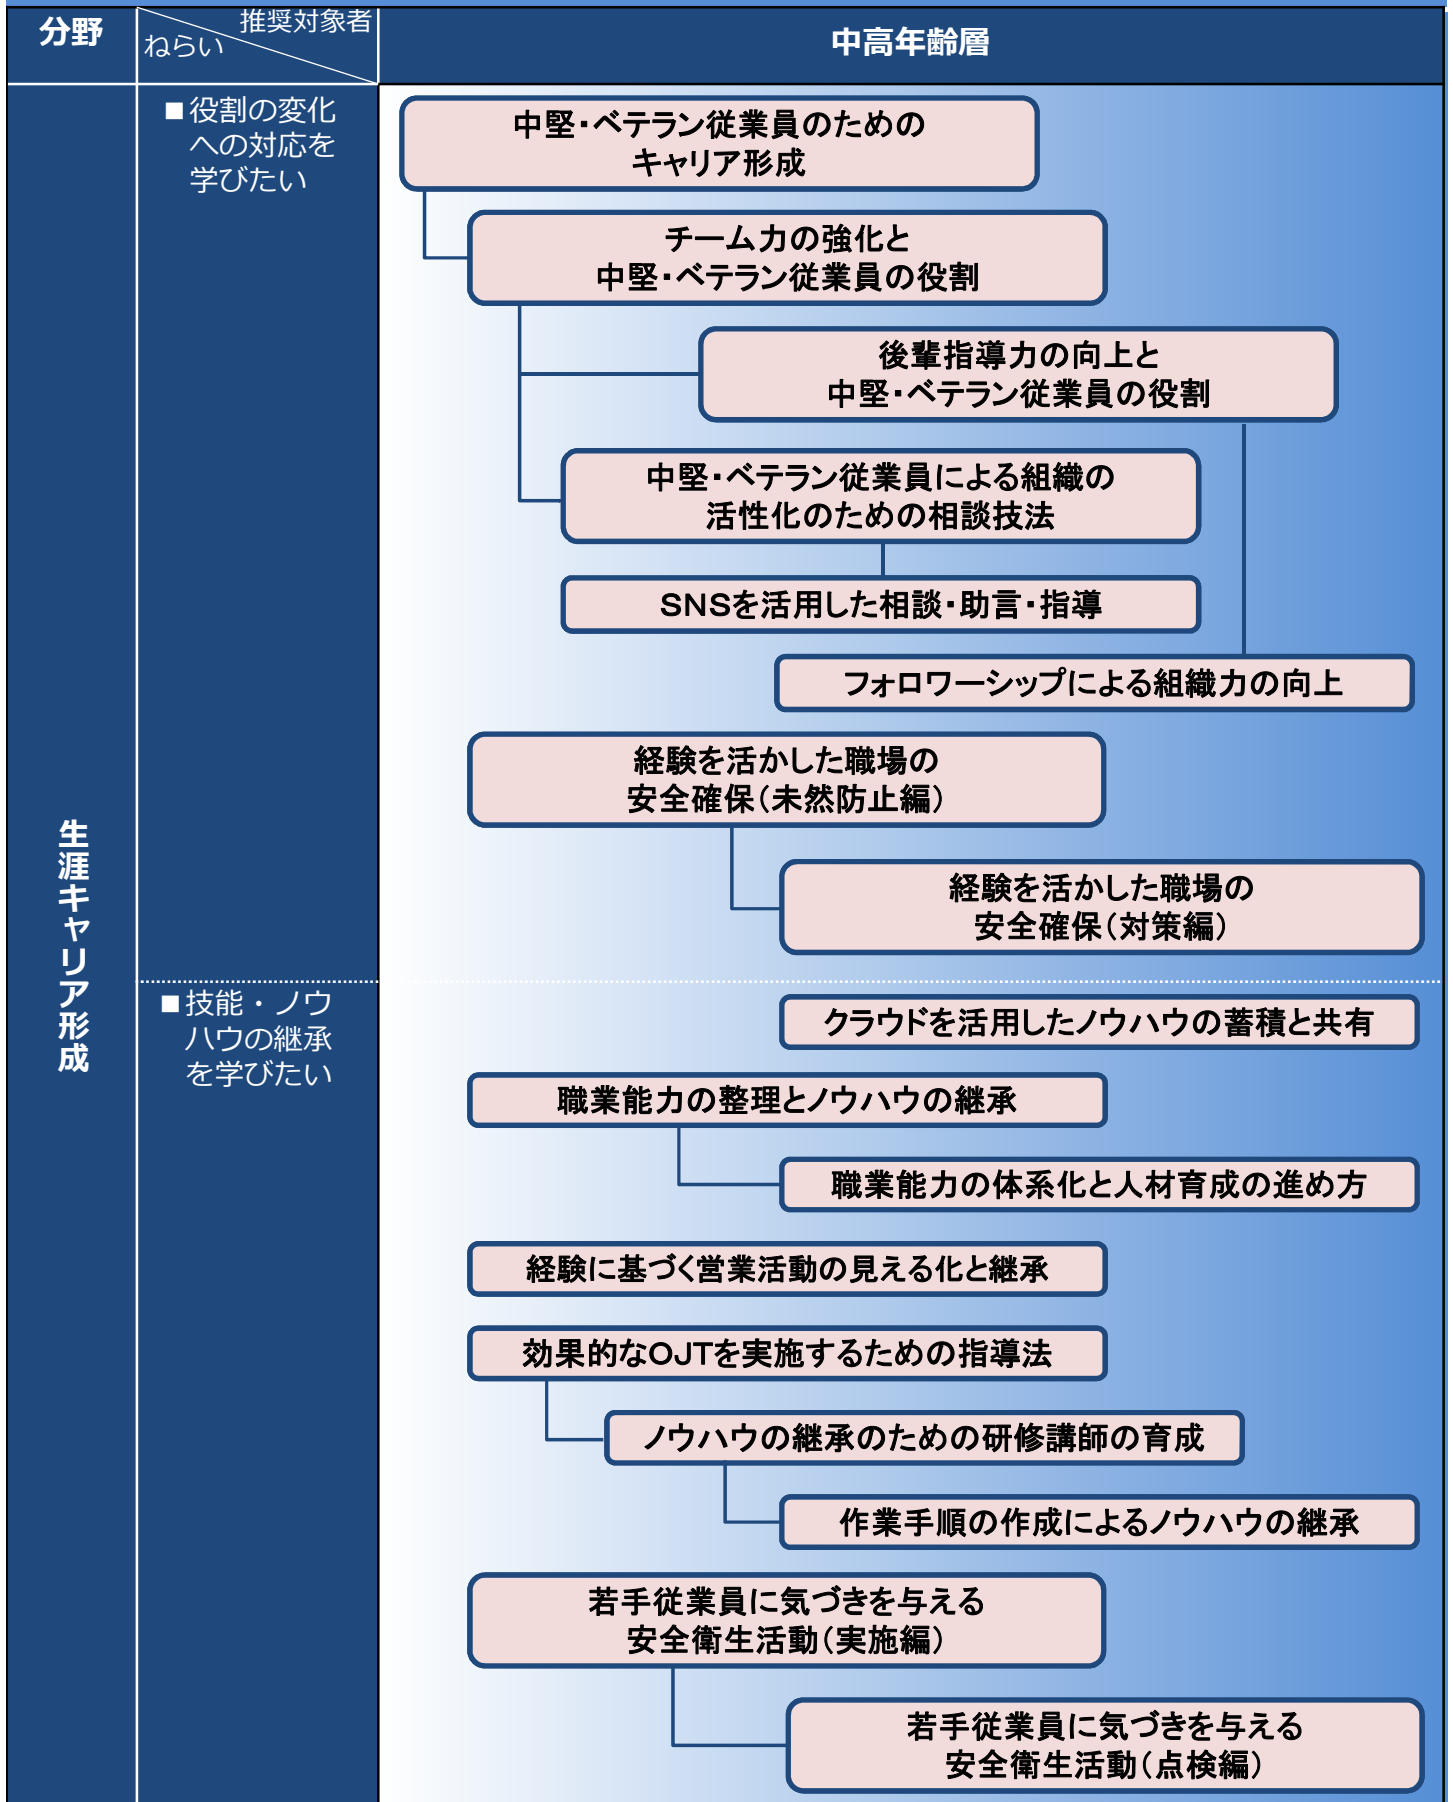 分野
推奨対象者
ねらい
中高年齢層
生涯キャリア形成
■役割の変化
への対応を
学びたい
中堅・ベテラン従業員のための
キャリア形成
チーム力の強化と
中堅・ベテラン従業員の役割
後輩指導力の向上と
中堅・ベテラン従業員の役割
中堅・ベテラン従業員による組織の
活性化のための相談技法
SNSを活用した相談・助言・指導
フォロワーシップによる組織力の向上
経験を活かした職場の
安全確保（未然防止編）
経験を活かした職場の
安全確保（対策編）
■技能・ノウ
ハウの継承
を学びたい
クラウドを活用したノウハウの蓄積と共有
職業能力の整理とノウハウの継承
職業能力の体系化と人材育成の進め方
経験に基づく営業活動の見える化と継承
効果的なOJTを実施するための指導法
ノウハウの継承のための研修講師の育成
作業手順の作成によるノウハウの継承
若手従業員に気づきを与える
安全衛生活動（実施編）
若手従業員に気づきを与える
安全衛生活動（点検編）